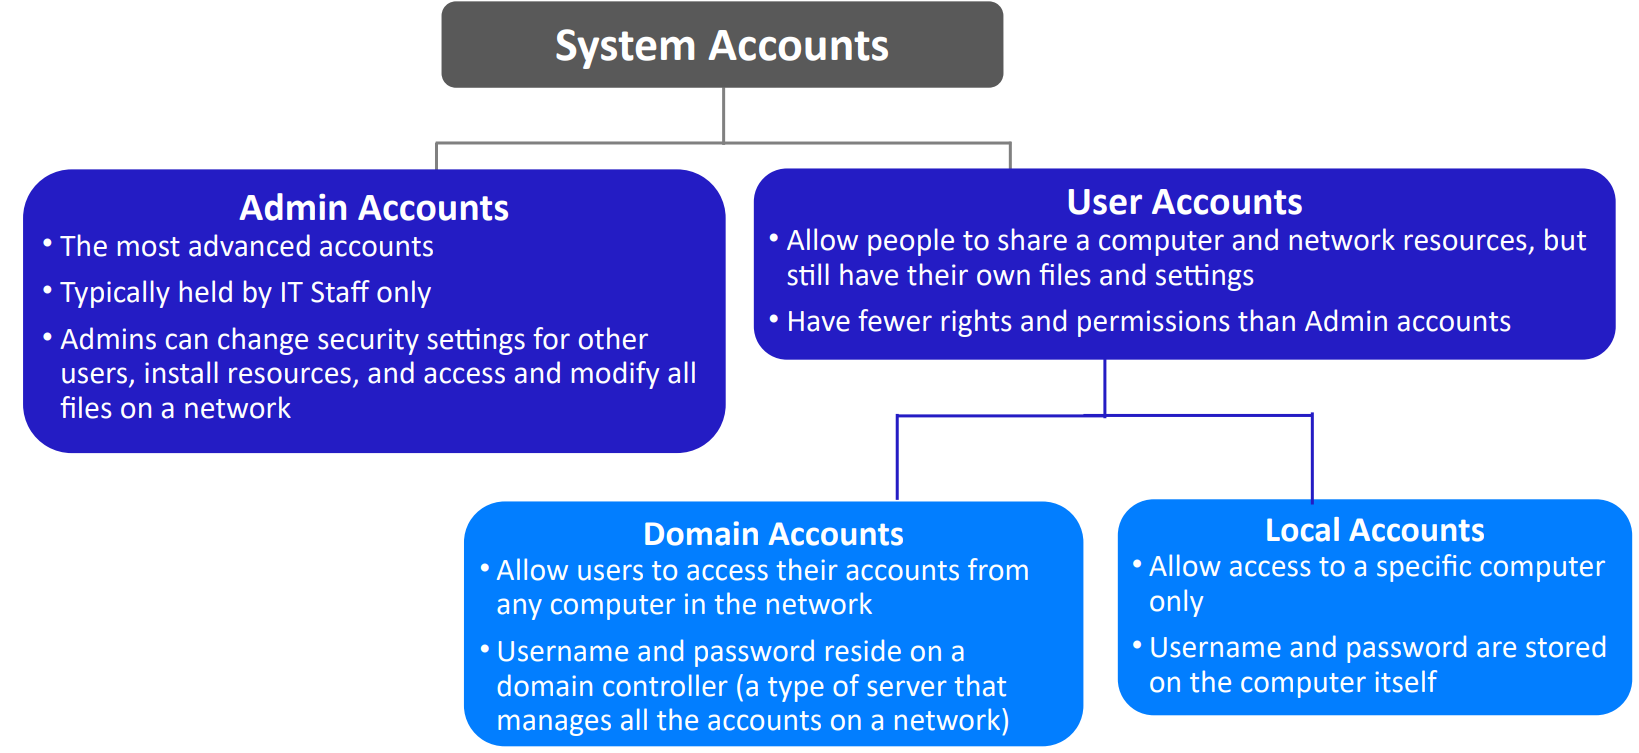 System Accounts
Admin Accounts
• The most advanced accounts
• Typically held by IT Staff only
• Admins can change security settings for other
users, install resources, and access and modify all
files on a network
User Accounts
• Allow people to share a computer and network resources, but
still have their own files and settings
• Have fewer rights and permissions than Admin accounts
Domain Accounts
• Allow users to access their accounts from
any computer in the network
• Username and password reside on a
domain controller (a type of server that
manages all the accounts on a network)
Local Accounts
• Allow access to a specific computer
only
• Username and password are stored
on the computer itself